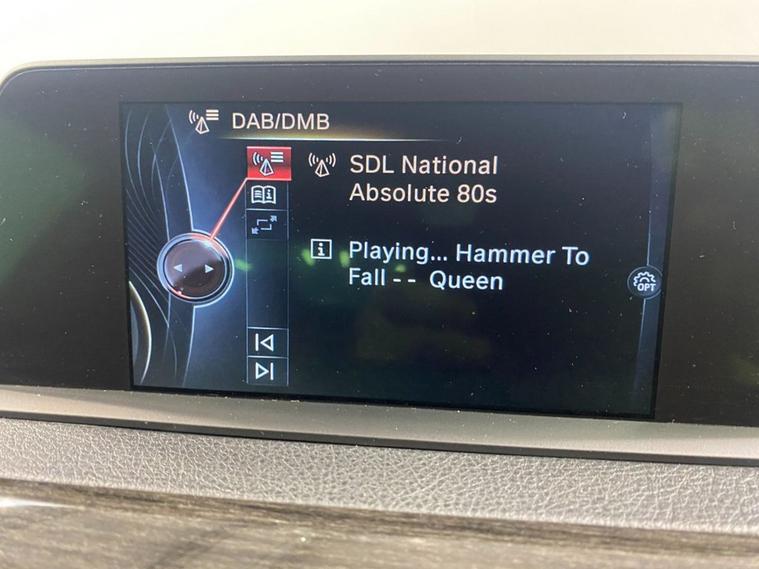 DAB/DMB
SDL National
Absolute 80s
Playing... Hammer To
Fall - - Queen
OPT